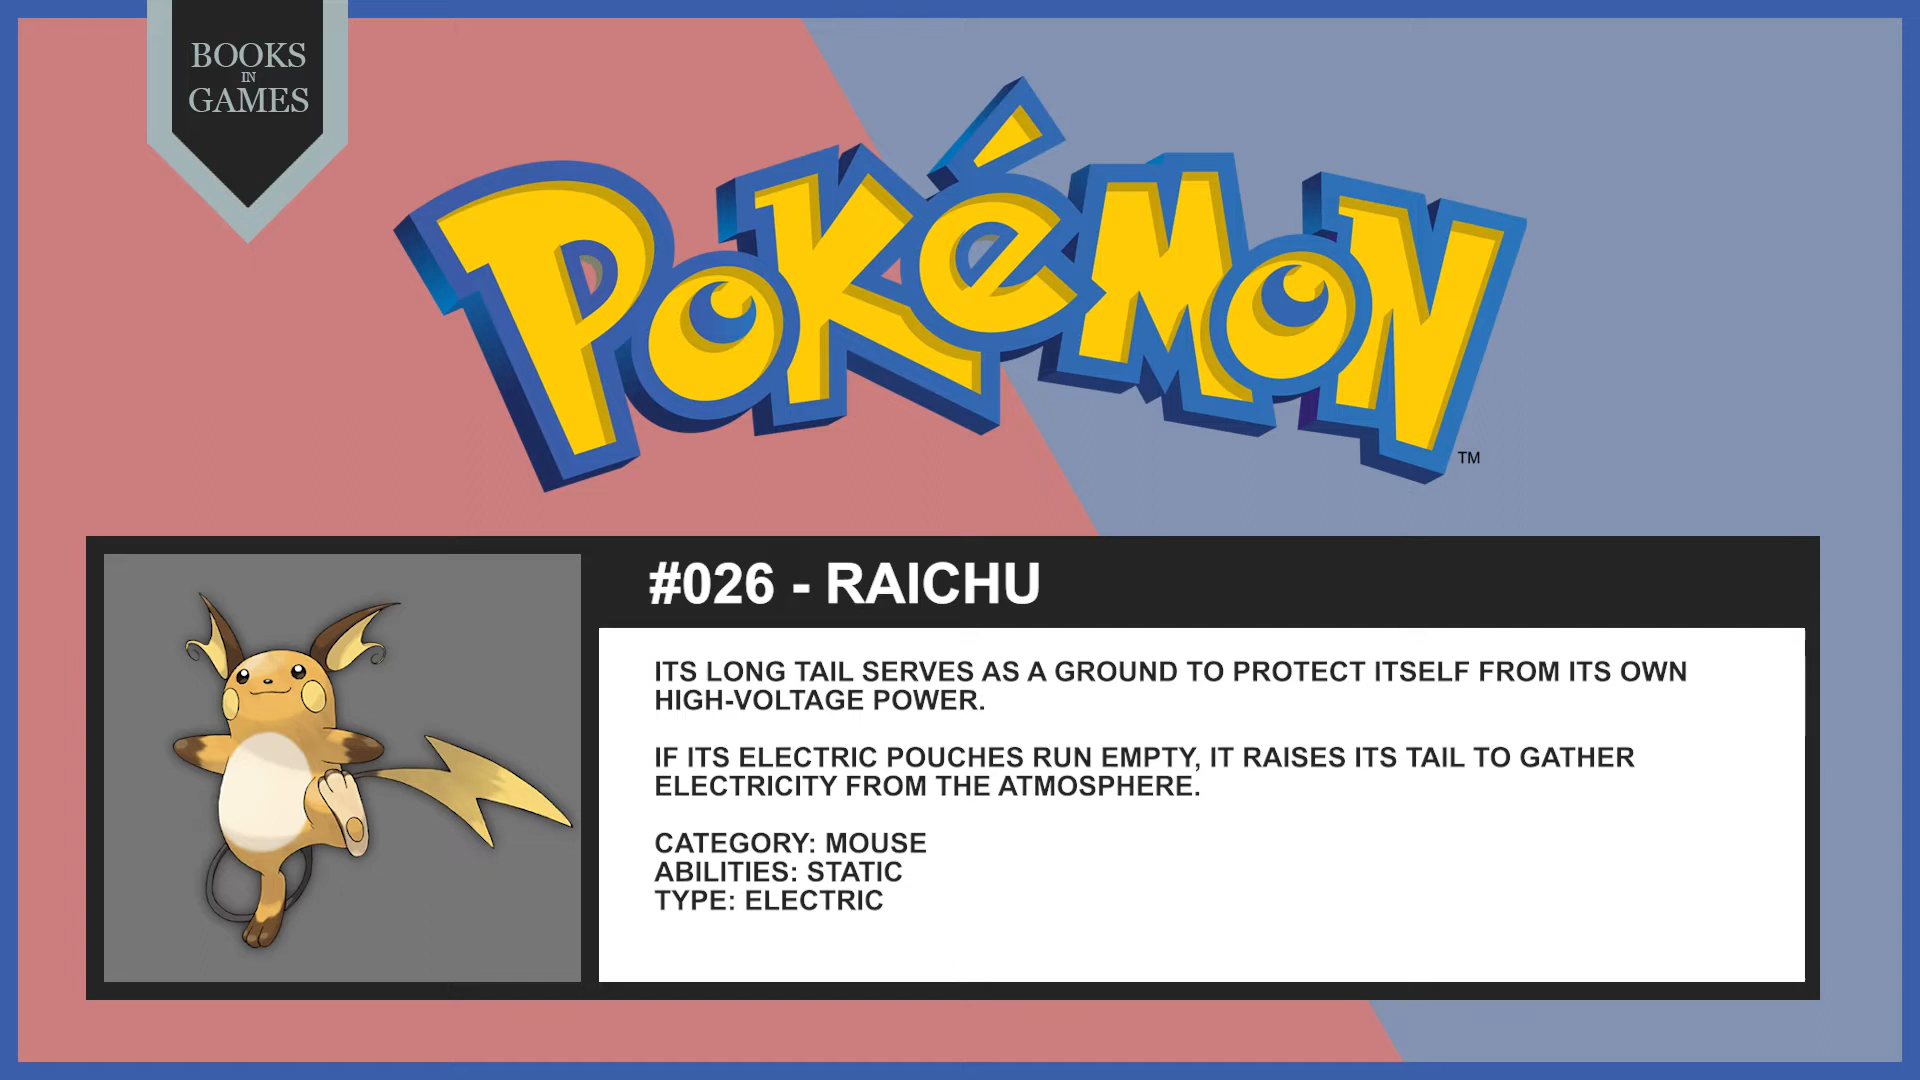 BOOKS
IN
GAMES
POKéMON
TM
#026 - RAICHU
ITS LONG TAIL SERVES AS A GROUND TO PROTECT ITSELF FROM ITS OWN
HIGH-VOLTAGE POWER.
IF ITS ELECTRIC POUCHES RUN EMPTY, IT RAISES ITS TAIL TO GATHER
ELECTRICITY FROM THE ATMOSPHERE.
CATEGORY: MOUSE
ABILITIES: STATIC
TYPE: ELECTRIC